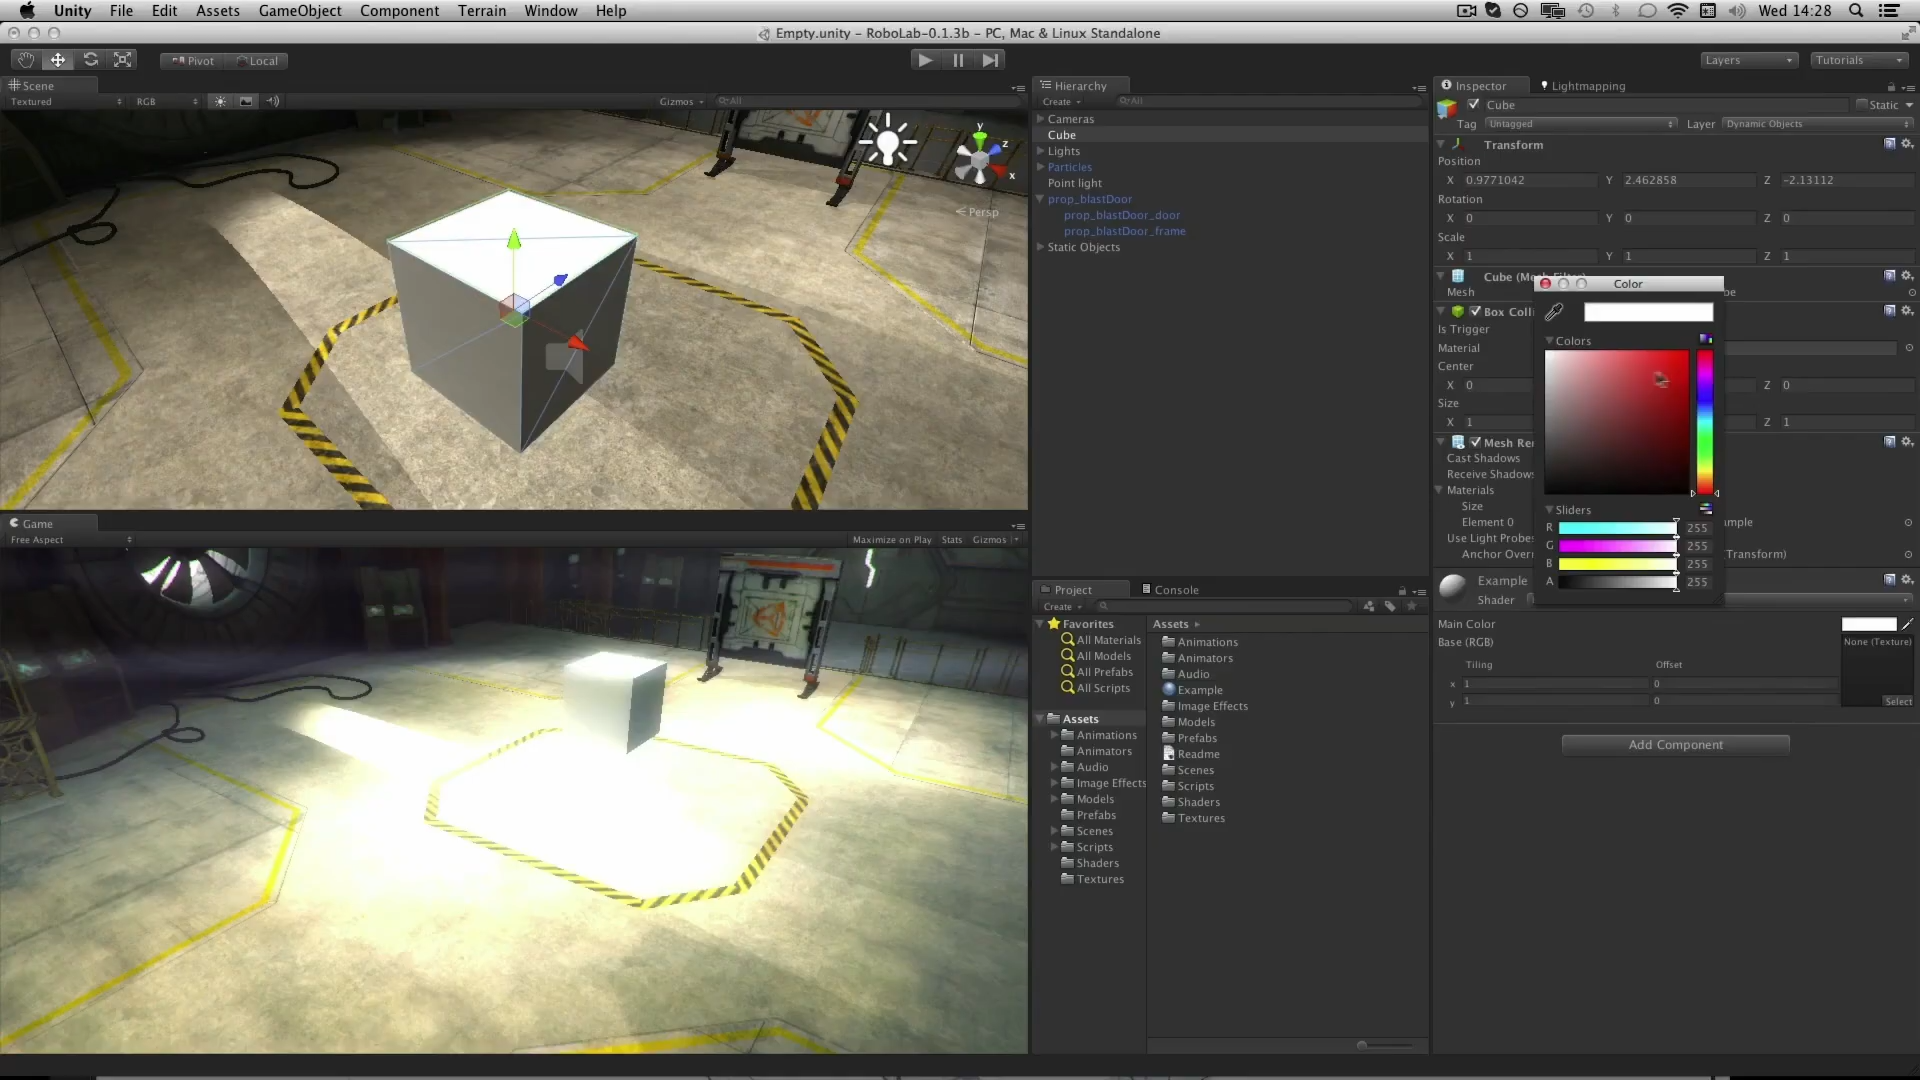 Unity File Edit Assets GameObject Component Terrain Window Help Wed 14:28
Empty.unity – RoboLab-0.1.3b – PC, Mac & Linux Standalone
Pivot Local Layers Tutorials
Scene
Textured RGB Gizmos All
y
z
x
Persp
Game
Free Aspect Maximize on Play Stats Gizmos
Hierarchy
Create All
Cameras
Cube
Lights
Particles
Point light
prop_blastDoor
prop_blastDoor_door
prop_blastDoor_frame
Static Objects
Project Console
Create
Favorites
All Materials
All Models
All Prefabs
All Scripts
Assets
Animations
Animators
Audio
Image Effects
Models
Prefabs
Scenes
Scripts
Shaders
Textures
Assets
Animations
Animators
Audio
Example
Image Effects
Models
Prefabs
Readme
Scenes
Scripts
Shaders
Textures
Inspector Lightmapping
Cube Static
Tag Untagged Layer Dynamic Objects
Transform
Position
X 0.9771042 Y 2.462858 Z -2.13112
Rotation
X 0 Y 0 Z 0
Scale
X 1 Y 1 Z 1
Cube (Mesh Filter)
Mesh
Box Coll
Is Trigger
Material
Center
X 0 Z 0
Size
X 1 Z 1
Mesh Re
Cast Shadows
Receive Shadows
Materials
Size
Element 0 mple
Use Light Probes
Anchor Over Transform)
Example
Shader
Main Color
Base (RGB)
None (Texture)
Tiling Offset
x 1 0
y 1 0
Select
Add Component
Color
Colors
Sliders
R 255
G 255
B 255
A 255